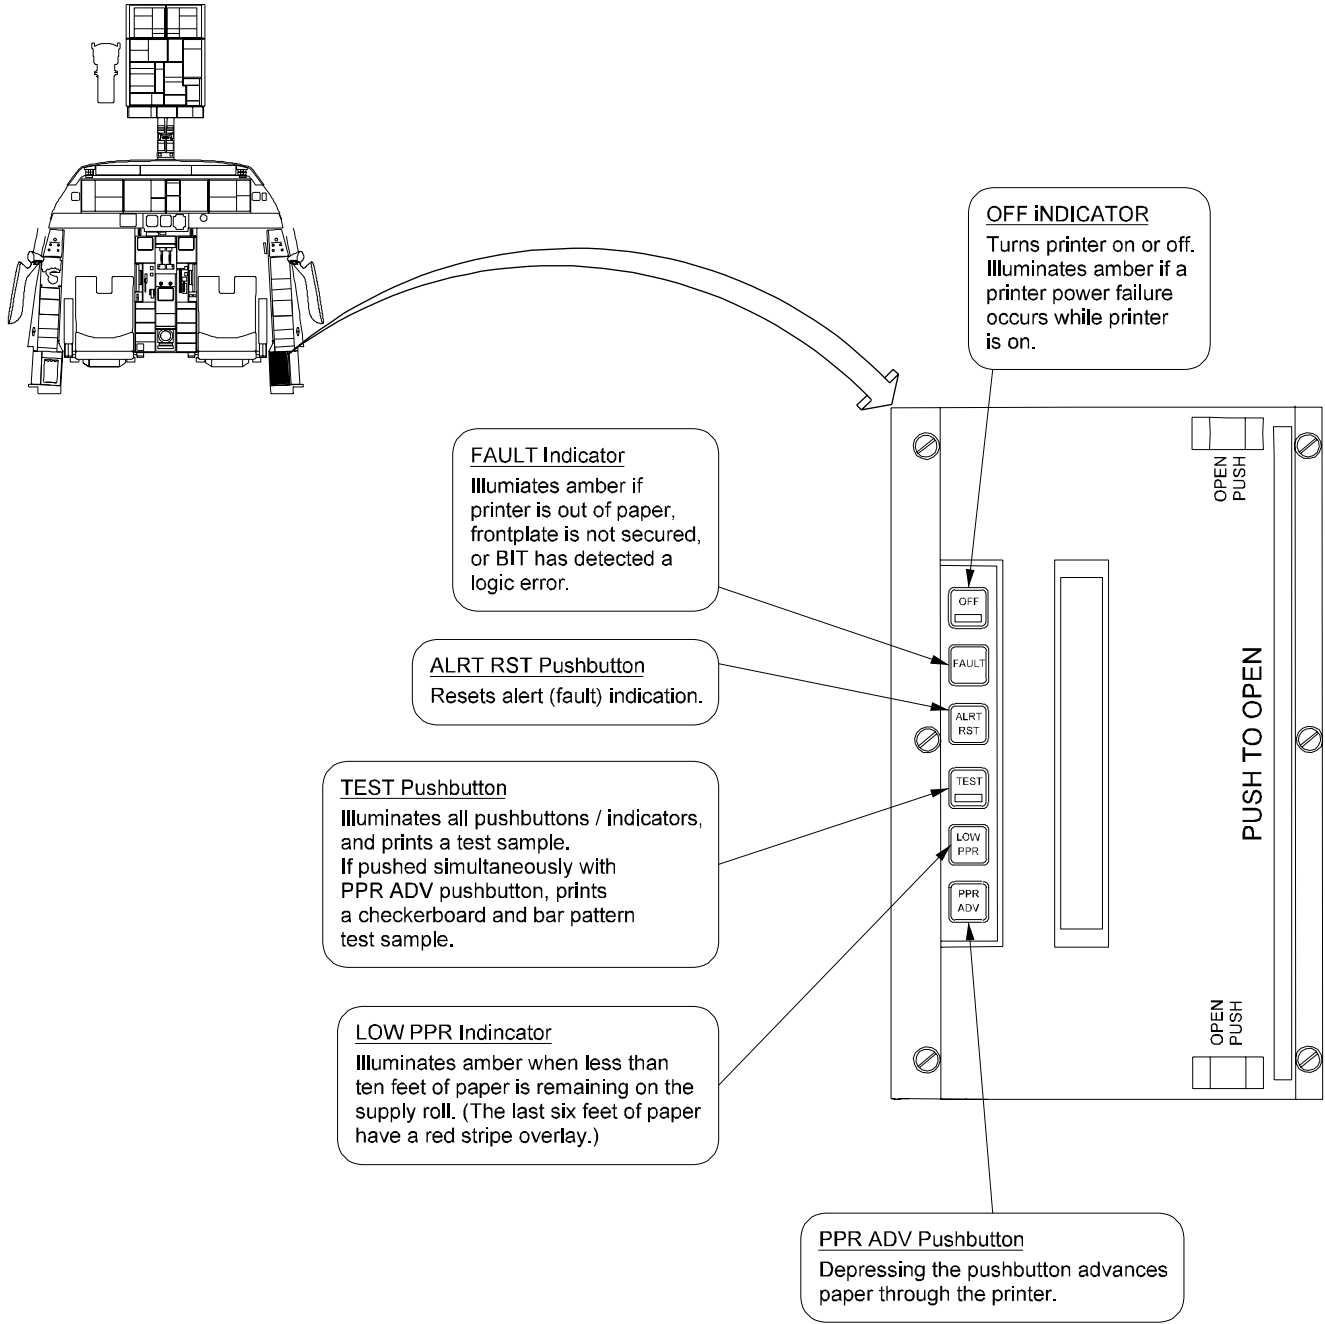 OFF iNDICATOR
Turns printer on or off.
Illuminates amber if a
printer power failure
occurs while printer
is on.
FAULT Indicator
Illumiates amber if
printer is out of paper,
frontplate is not secured,
or BIT has detected a
logic error.
ALRT RST Pushbutton
Resets alert (fault) indication.
TEST Pushbutton
Illuminates all pushbuttons / indicators,
and prints a test sample.
If pushed simultaneously with
PPR ADV pushbutton, prints
a checkerboard and bar pattern
test sample.
LOW PPR Indincator
Illuminates amber when less than
ten feet of paper is remaining on the
supply roll. (The last six feet of paper
have a red stripe overlay.)
PPR ADV Pushbutton
Depressing the pushbutton advances
paper through the printer.
OFF
FAULT
ALRT
RST
TEST
LOW
PPR
PPR
ADV
OPEN
PUSH
PUSH TO OPEN
OPEN
PUSH